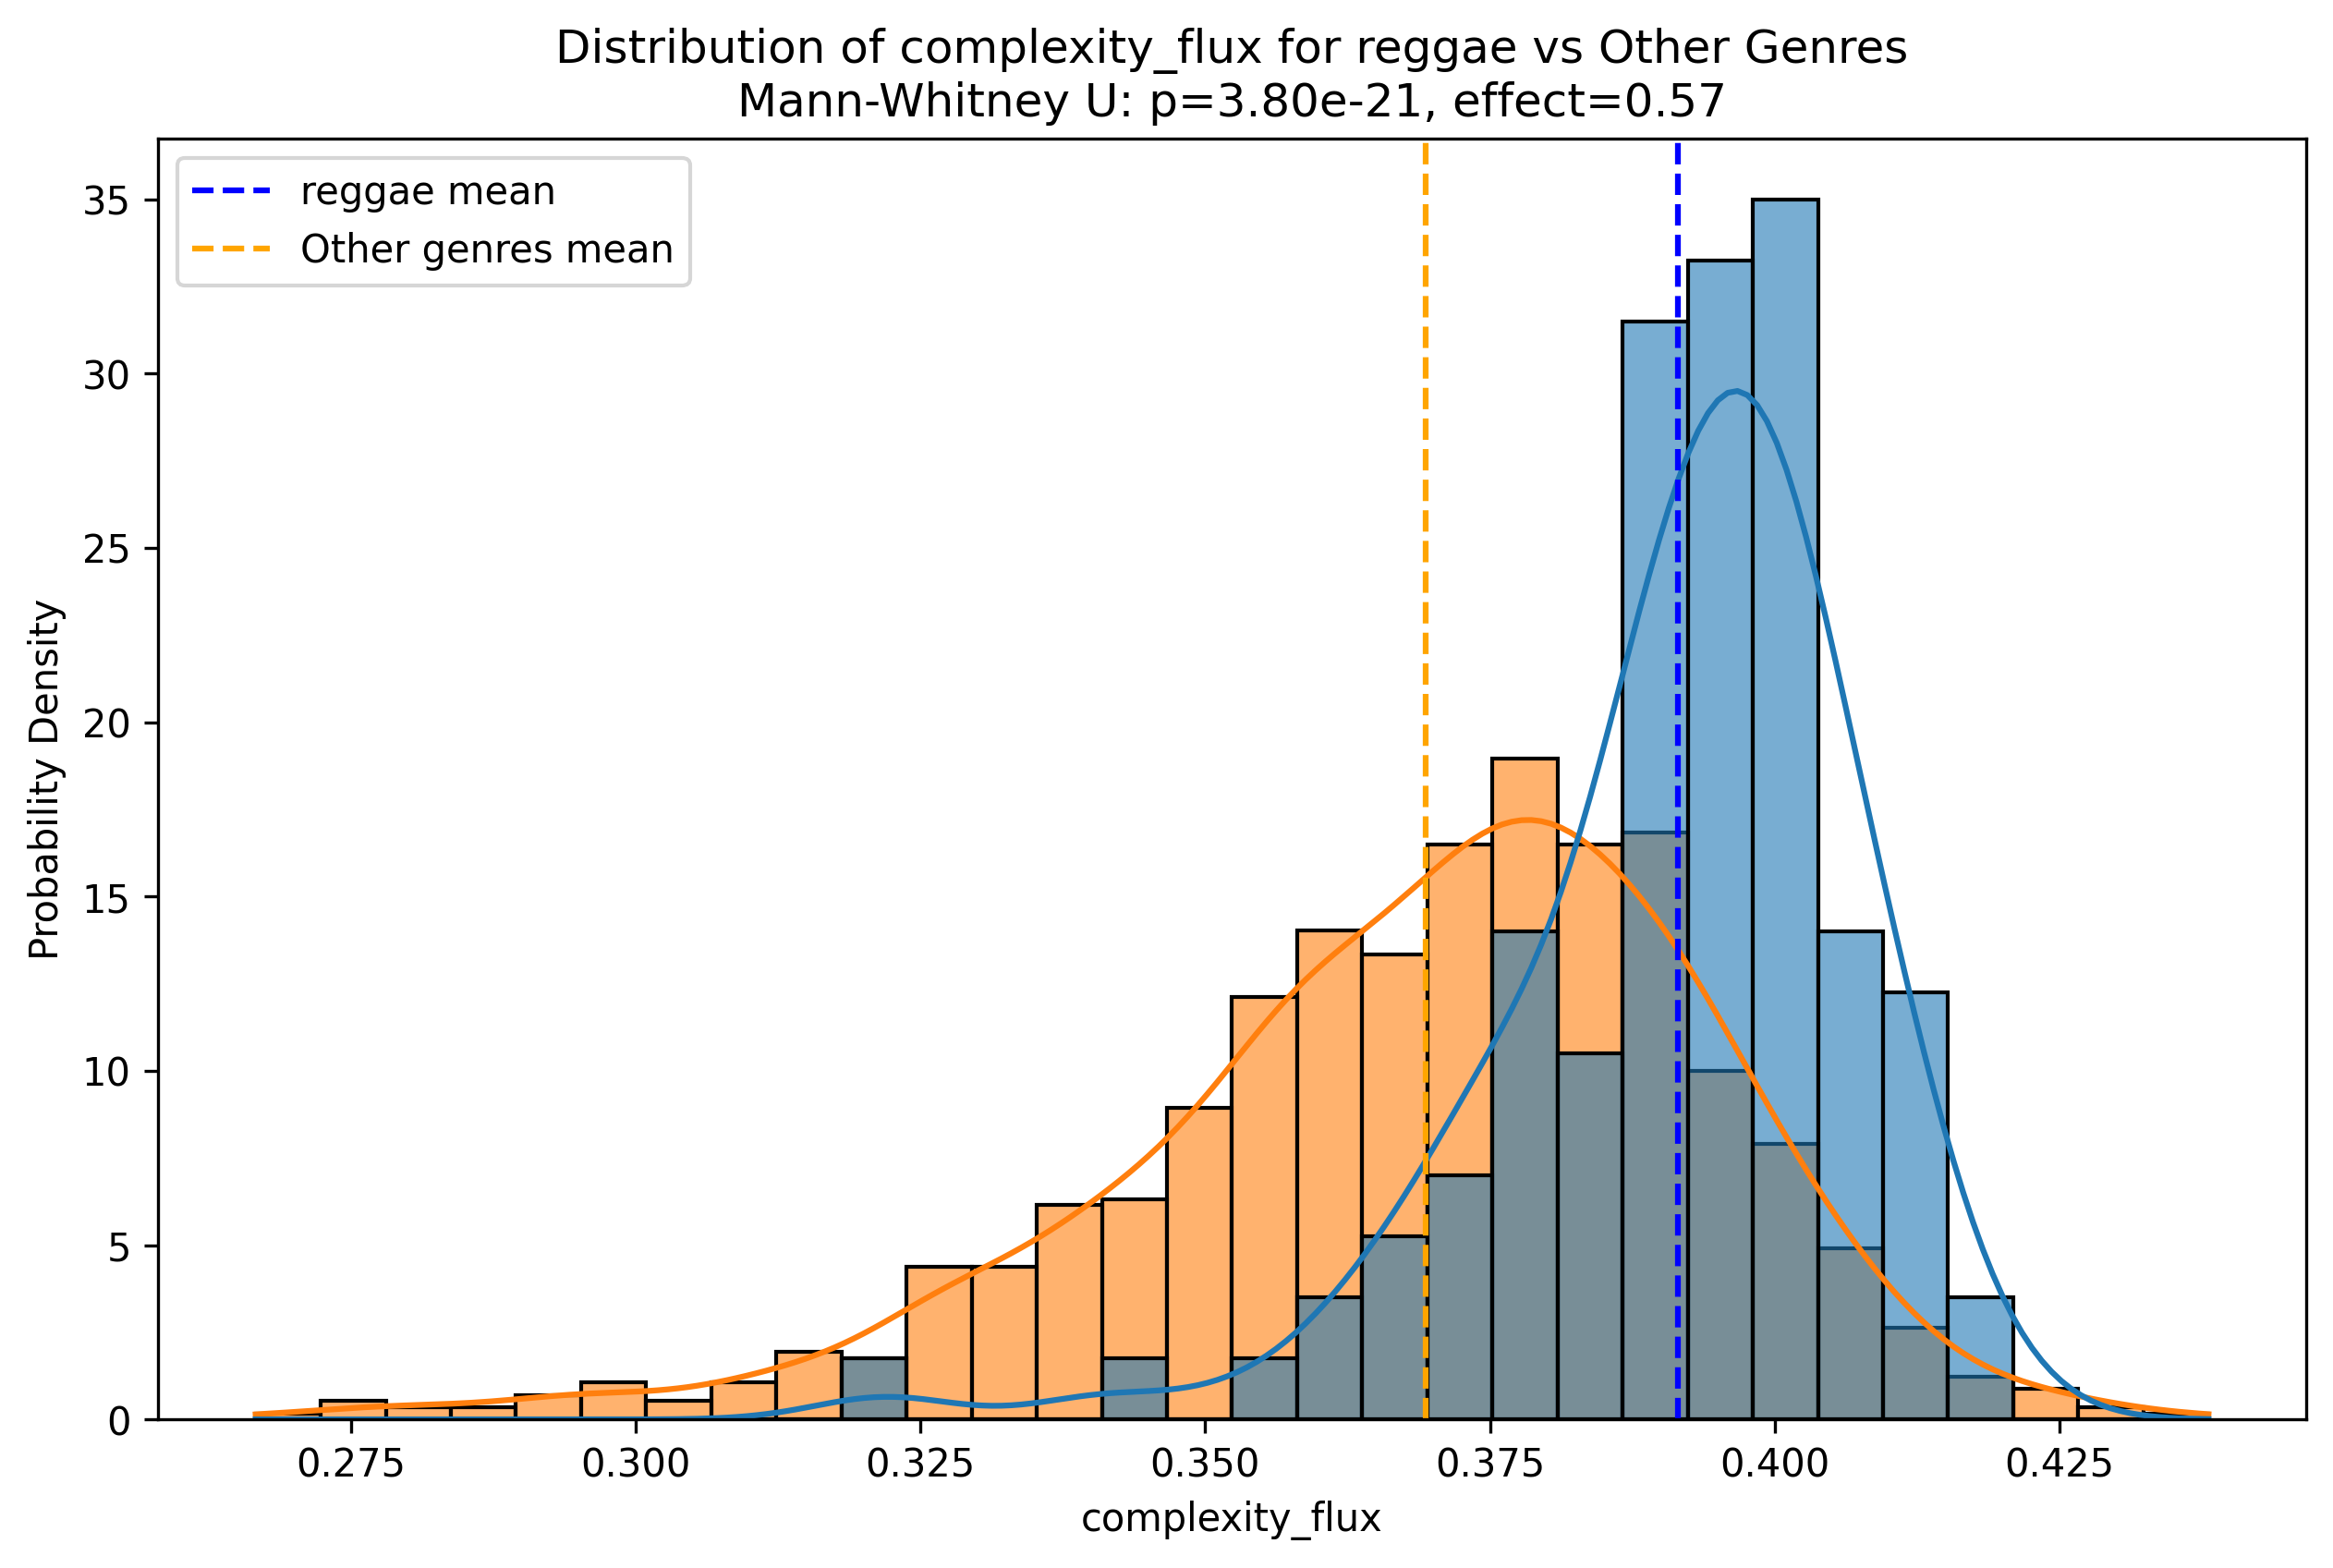 Distribution of complexity_flux for reggae vs Other Genres
Mann-Whitney U: p=3.80e-21, effect=0.57
reggae mean
Other genres mean
35
30
25
20
15
10
5
0
Probability Density
0.275 0.300 0.325 0.350 0.375 0.400 0.425
complexity_flux